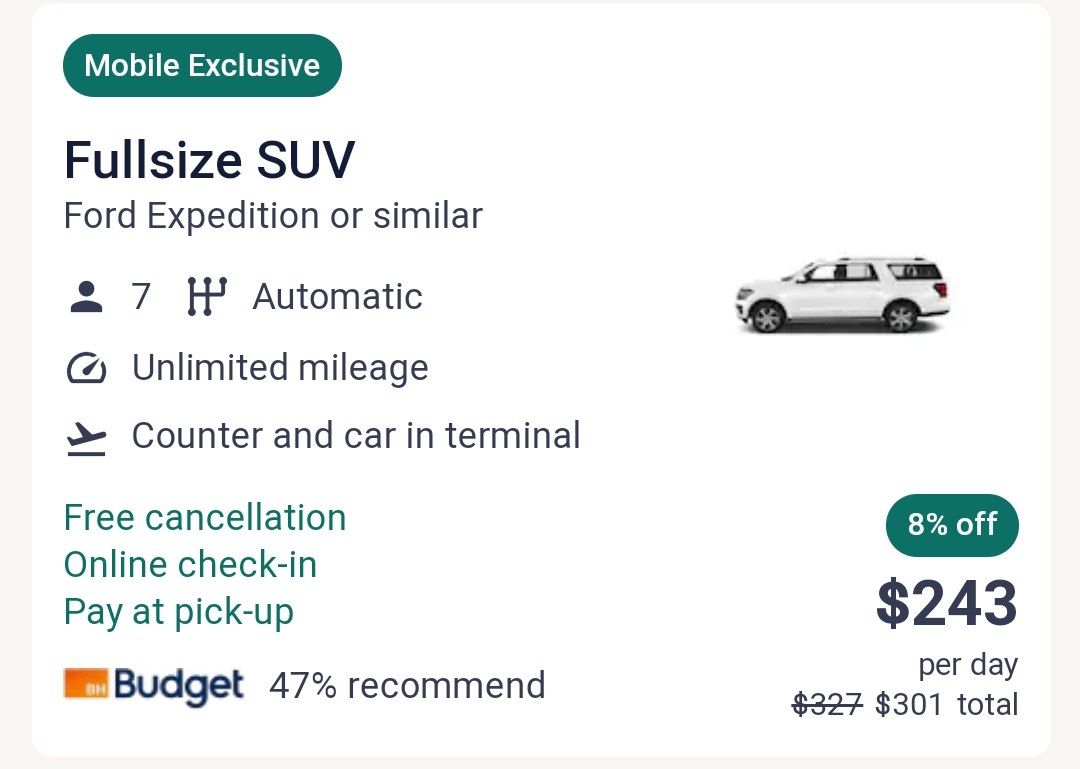 Mobile Exclusive
Fullsize SUV
Ford Expedition or similar
7 Automatic
Unlimited mileage
Counter and car in terminal
Free cancellation
Online check-in
Pay at pick-up
8% off
$243
per day
$327 $301 total
BH Budget 47% recommend